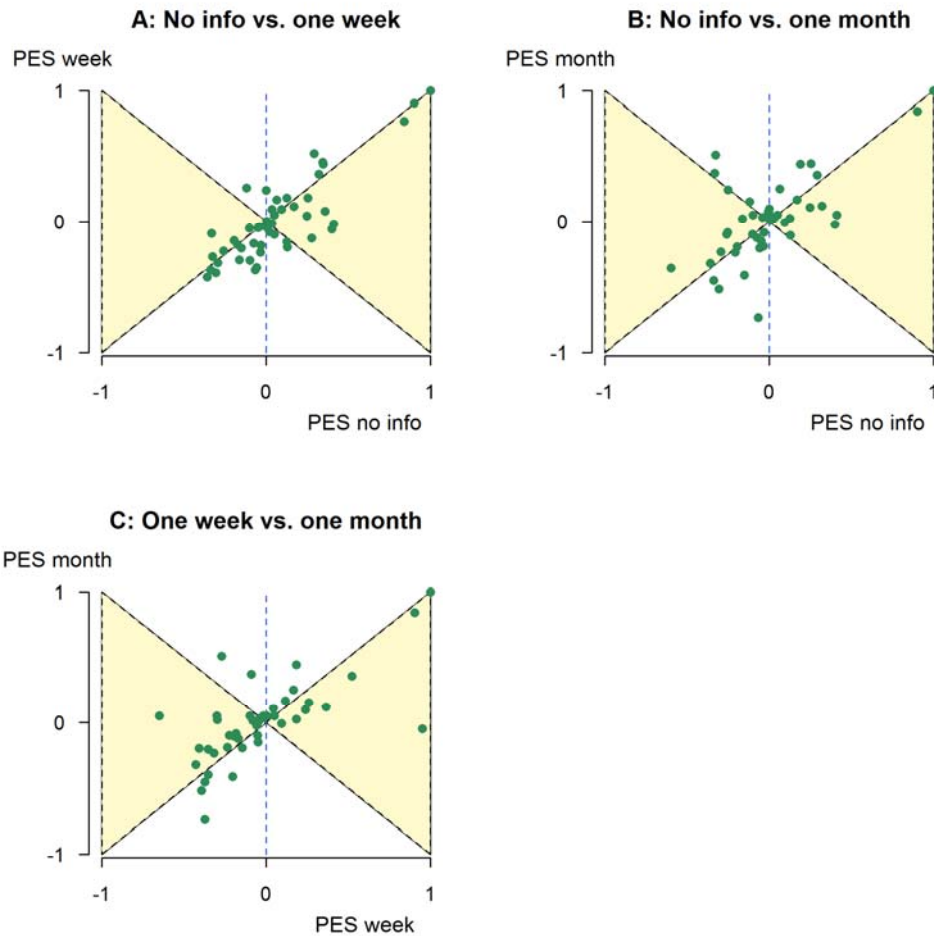 A: No info vs. one week
PES week
1
0
-1
-1 0 1
PES no info
B: No info vs. one month
PES month
1
0
-1
-1 0 1
PES no info
C: One week vs. one month
PES month
1
0
-1
-1 0 1
PES week